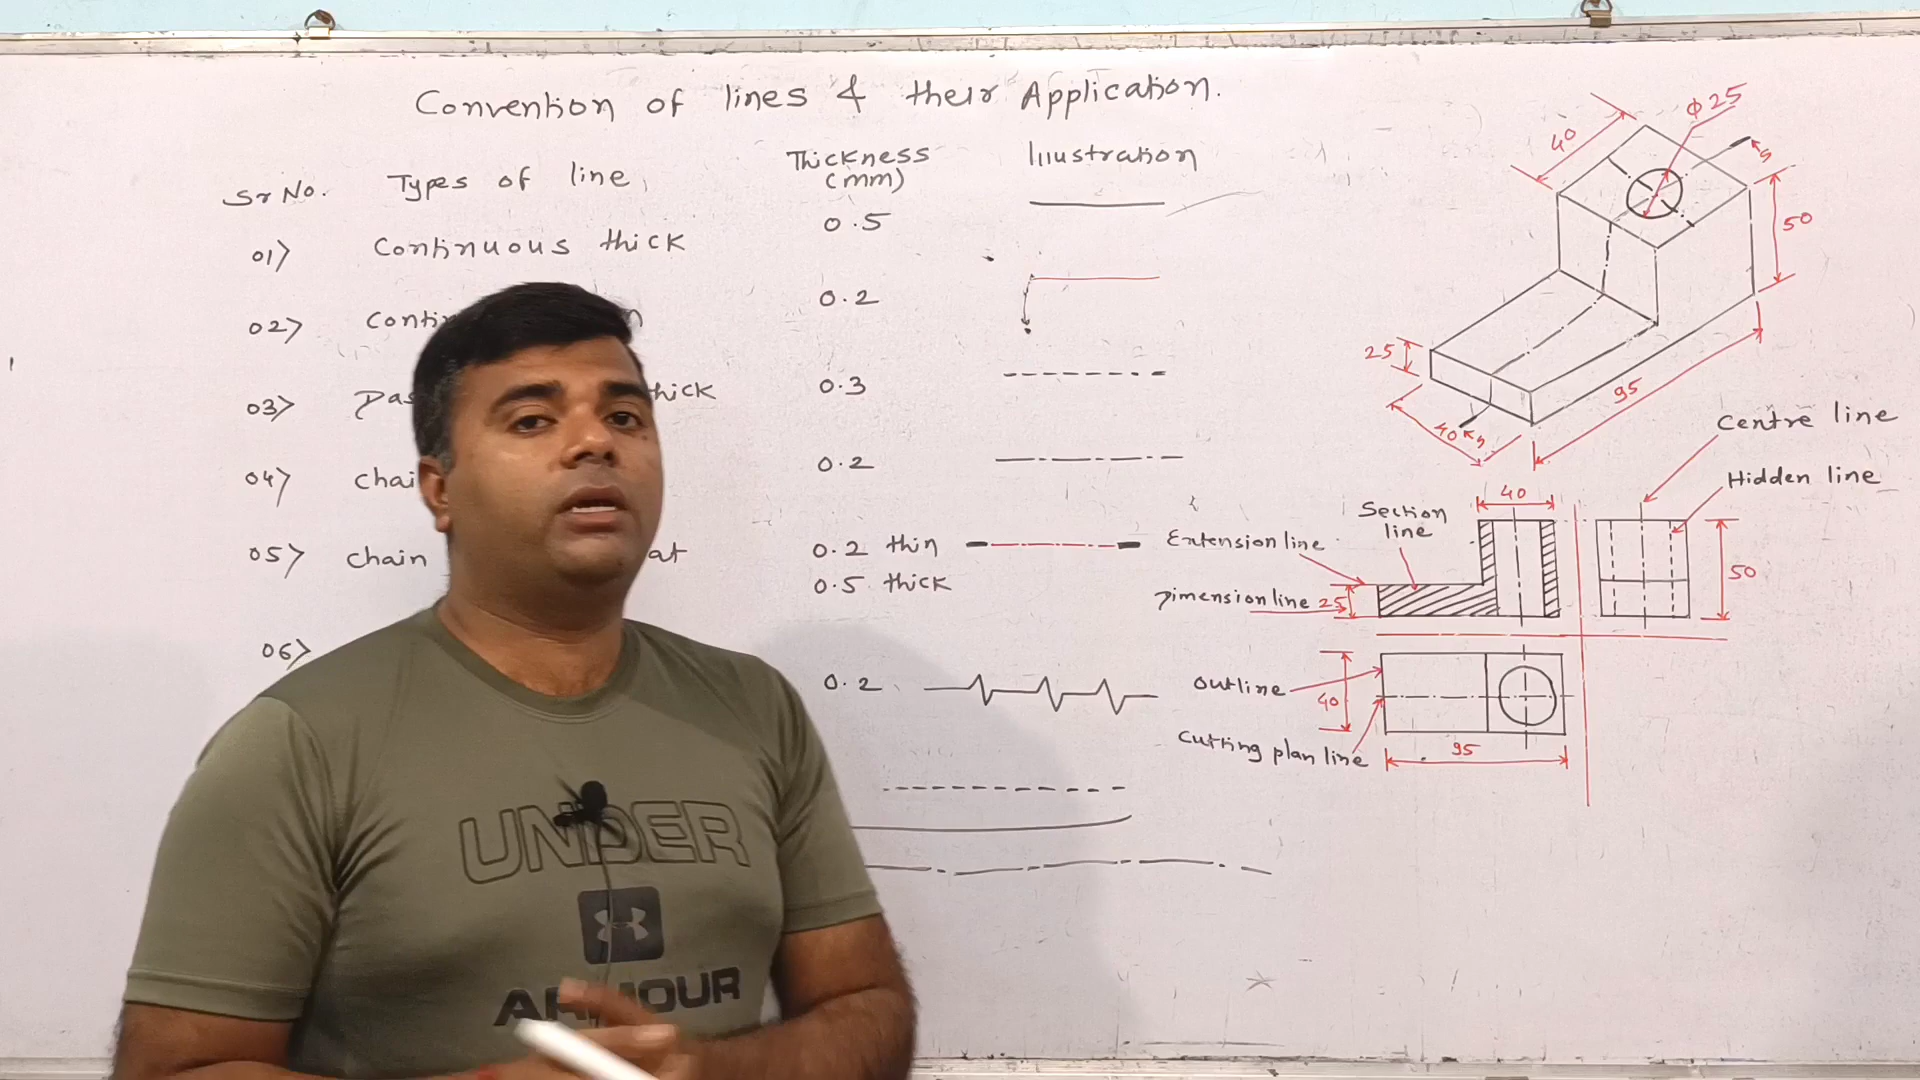 Convention of lines & their Application.
Sr No. Types of line, Thickness (mm) Illustration
01) Continuous thick 0.5
02) 0.2
03) thick 0.3
04) 0.2
05) chain at 0.2 thin
0.5 thick
06) 0.2
40
Φ25
50
25
95
40
Centre line
Hidden line
Section
line
40
Extension line
Dimension line 25
50
Outline
40
Cutting plan line
95
UNDER
ARMOUR